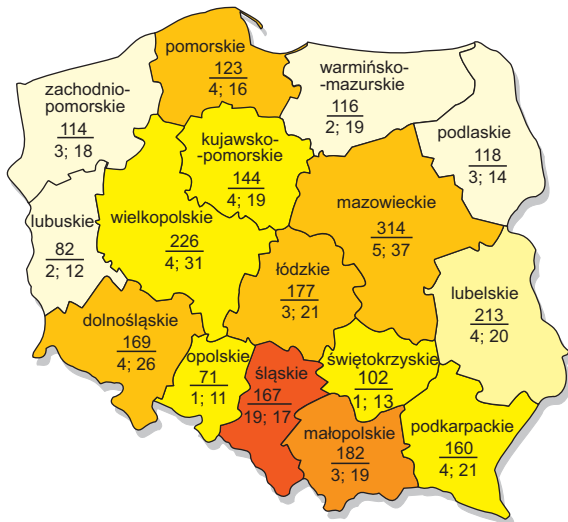 pomorskie
123
4; 16
warmińsko-
-mazurskie
116
2; 19
zachodnio-
pomorskie
114
3; 18
podlaskie
118
3; 14
kujawsko-
-pomorskie
144
4; 19
mazowieckie
314
5; 37
lubuskie
82
2; 12
wielkopolskie
226
4; 31
łódzkie
177
3; 21
lubelskie
213
4; 20
dolnośląskie
169
4; 26
opolskie
71
1; 11
śląskie
167
19; 17
świętokrzyskie
102
1; 13
małopolskie
182
3; 19
podkarpackie
160
4; 21